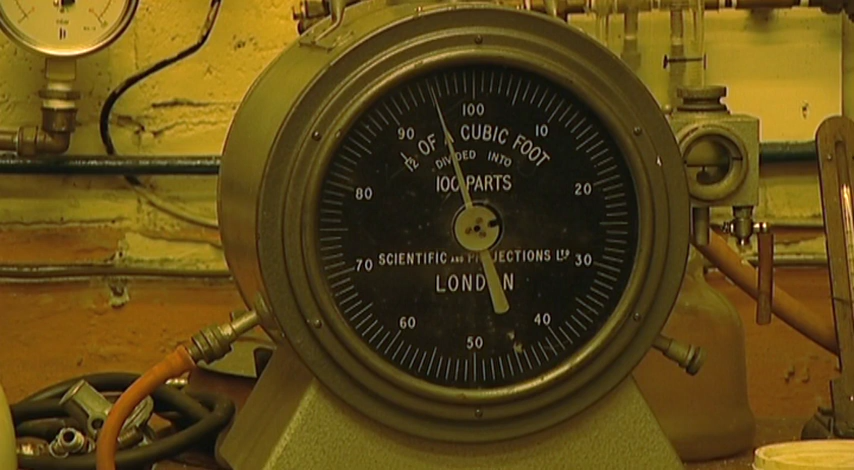 100
90
10
1/12 OF A CUBIC FOOT
DIVIDED INTO
100 PARTS
80
20
SCIENTIFIC AND PROJECTIONS LTD
70
30
LONDON
60
40
50